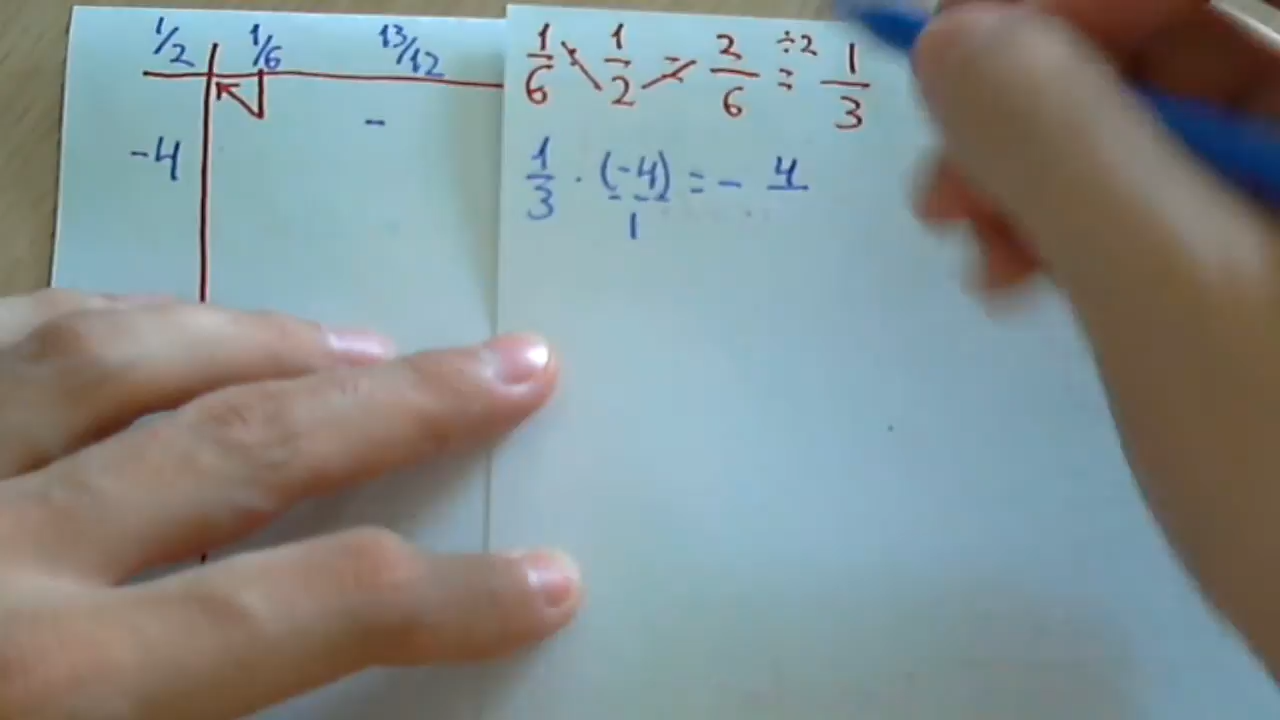 1/2 1/6 13/12
-4 -
1/6 1/2 = 2/6 ÷2 = 1/3
1/3 · (-4)/1 = - 4